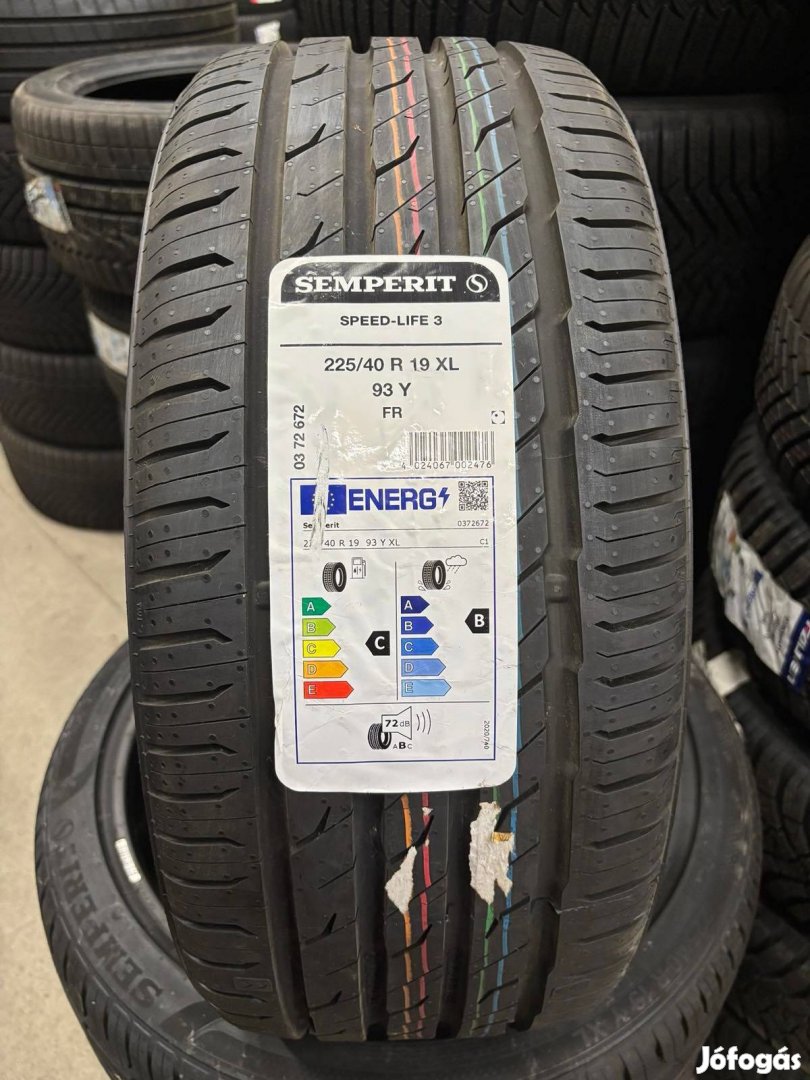 SEMPERIT
SPEED-LIFE 3
225/40 R 19 XL
93 Y
FR
03 72 672
4 024067 002476
ENERG
Semperit 0372672
40 R 19 93 Y XL C1
A
B
C
D
E
C
A
B
C
D
E
B
72 dB
ABC
2020/740
SEMPERIT
Jófogás